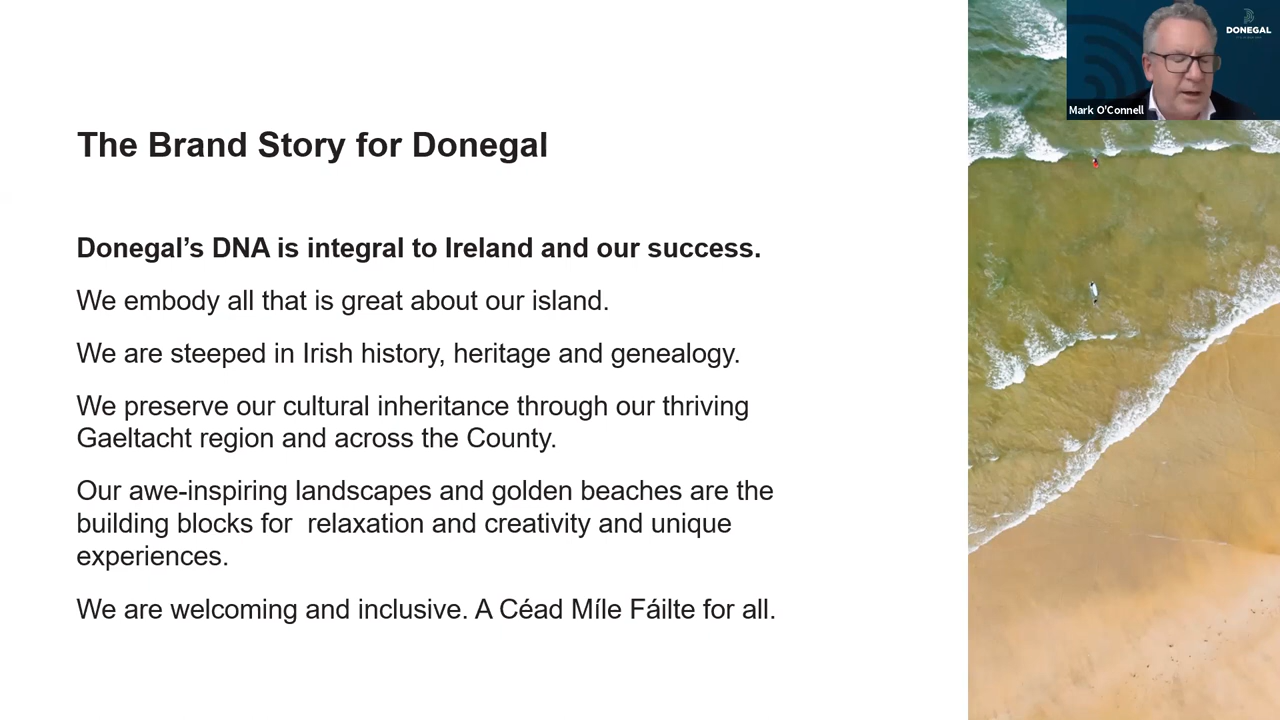 The Brand Story for Donegal
Donegal’s DNA is integral to Ireland and our success.
We embody all that is great about our island.
We are steeped in Irish history, heritage and genealogy.
We preserve our cultural inheritance through our thriving
Gaeltacht region and across the County.
Our awe-inspiring landscapes and golden beaches are the
building blocks for  relaxation and creativity and unique
experiences.
We are welcoming and inclusive. A Céad Míle Fáilte for all.
DONEGAL
Mark O'Connell